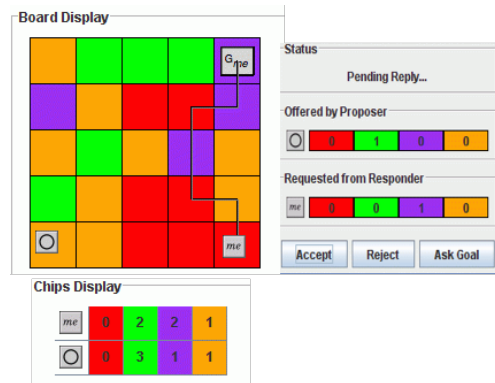 Board Display
G me
me
Status
Pending Reply...
Offered by Proposer
0 1 0 0
Requested from Responder
me 0 0 1 0
Accept Reject Ask Goal
Chips Display
me 0 2 2 1
0 3 1 1